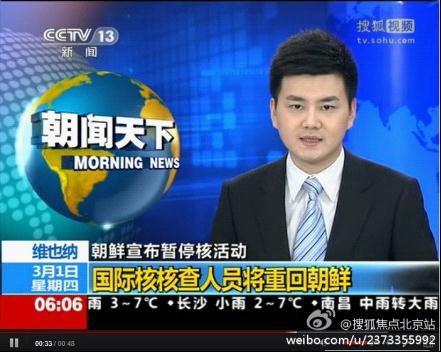 CCTV 13
新闻
搜狐视频
tv.sohu.com
朝闻天下
MORNING NEWS
维也纳
朝鲜宣布暂停核活动
3月1日
星期四
国际核核查人员将重回朝鲜
06:06
雨 3~7℃ •长沙 小雨 2~7℃ •南昌 中雨转大雨
@搜狐焦点北京站
weibo.com/u/2373355992
00:33 / 00:48